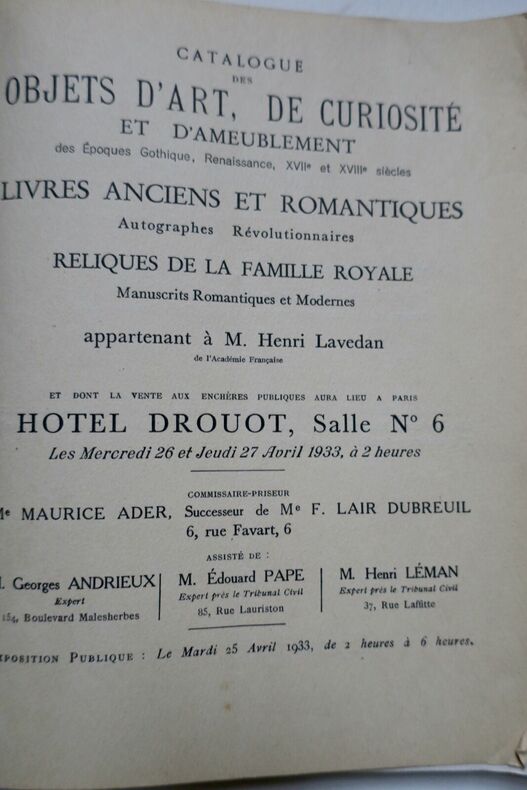 CATALOGUE
DES
OBJETS D'ART, DE CURIOSITÉ
ET D'AMEUBLEMENT
des Époques Gothique, Renaissance, XVIIe et XVIIIe siècles
LIVRES ANCIENS ET ROMANTIQUES
Autographes Révolutionnaires
RELIQUES DE LA FAMILLE ROYALE
Manuscrits Romantiques et Modernes
appartenant à M. Henri Lavedan
de l'Académie Française
ET DONT LA VENTE AUX ENCHÈRES PUBLIQUES AURA LIEU A PARIS
HOTEL DROUOT, Salle No 6
Les Mercredi 26 et Jeudi 27 Avril 1933, à 2 heures
COMMISSAIRE-PRISEUR
Me MAURICE ADER, Successeur de Me F. LAIR DUBREUIL
6, rue Favart, 6
ASSISTÉ DE :
M. Georges ANDRIEUX
Expert
154, Boulevard Malesherbes
M. Édouard PAPE
Expert près le Tribunal Civil
85, Rue Lauriston
M. Henri LÉMAN
Expert près le Tribunal Civil
37, Rue Laffitte
EXPOSITION PUBLIQUE : Le Mardi 25 Avril 1933, de 2 heures à 6 heures.